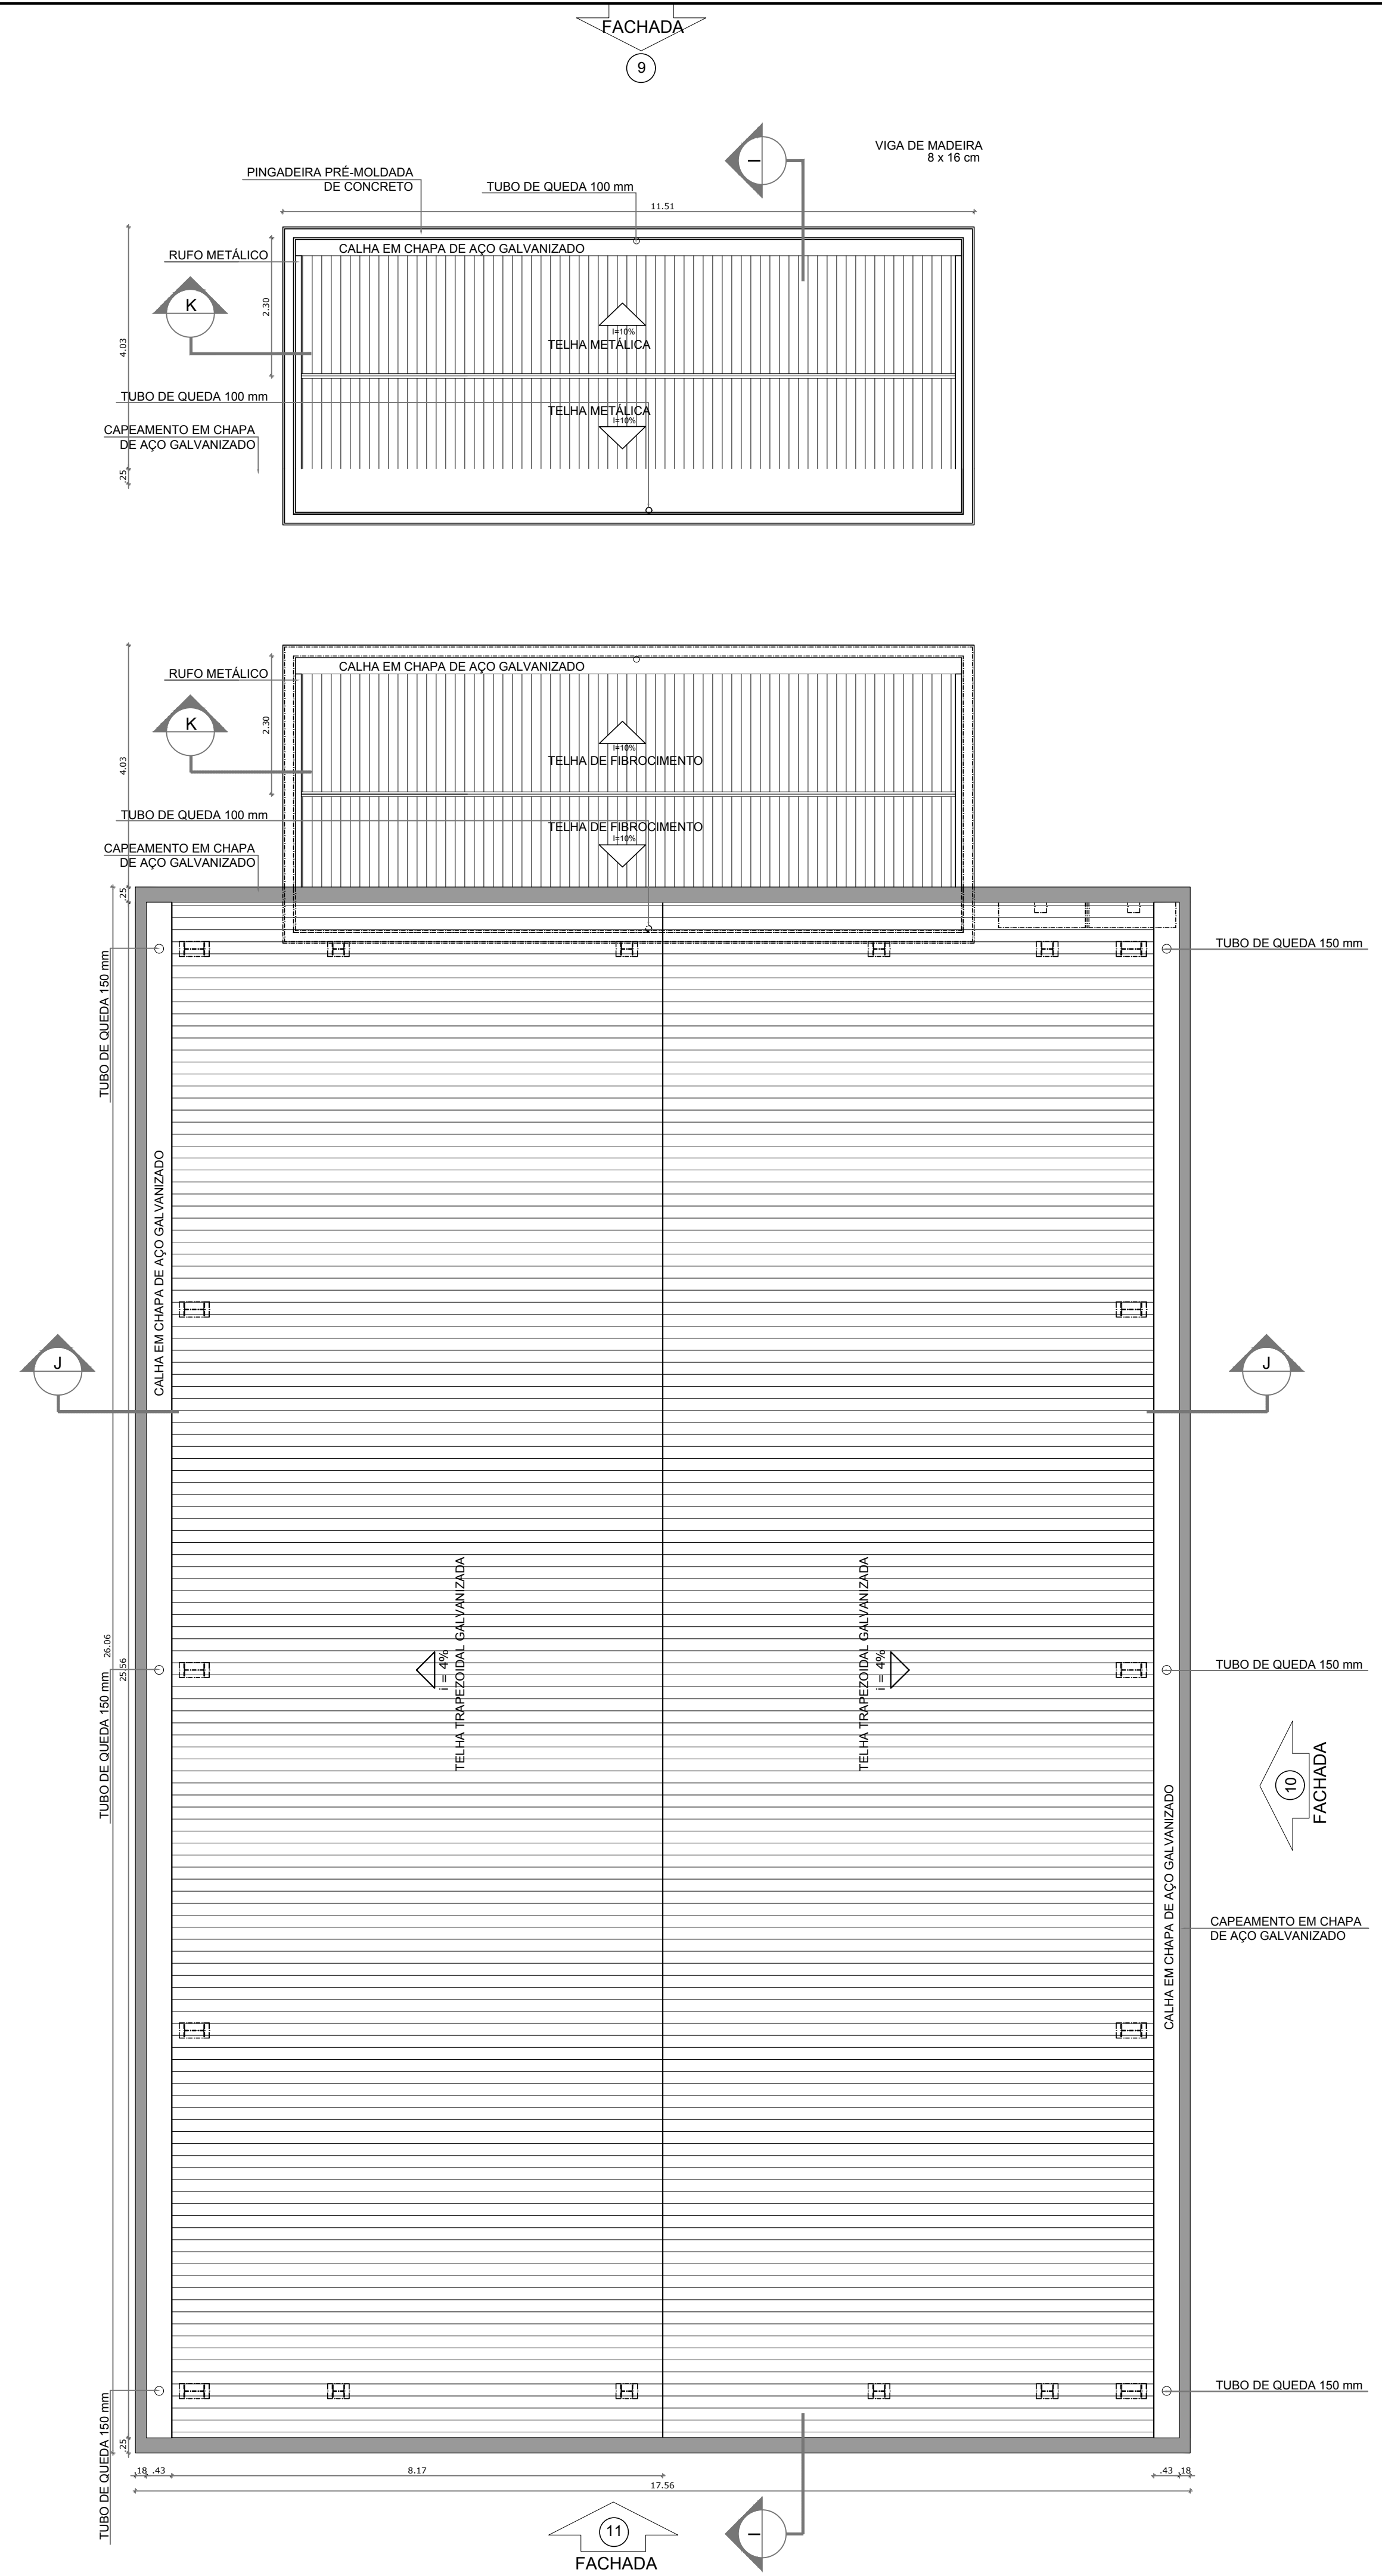 FACHADA
9
VIGA DE MADEIRA
8 x 16 cm
I
PINGADEIRA PRÉ-MOLDADA
DE CONCRETO
TUBO DE QUEDA 100 mm
11.51
RUFO METÁLICO
CALHA EM CHAPA DE AÇO GALVANIZADO
K
2.30
4.03
I=10%
TELHA METÁLICA
TUBO DE QUEDA 100 mm
TELHA METÁLICA
I=10%
CAPEAMENTO EM CHAPA
DE AÇO GALVANIZADO
.25
CALHA EM CHAPA DE AÇO GALVANIZADO
RUFO METÁLICO
K
2.30
4.03
I=10%
TELHA DE FIBROCIMENTO
TUBO DE QUEDA 100 mm
TELHA DE FIBROCIMENTO
I=10%
CAPEAMENTO EM CHAPA
DE AÇO GALVANIZADO
.25
TUBO DE QUEDA 150 mm
TUBO DE QUEDA 150 mm
CALHA EM CHAPA DE AÇO GALVANIZADO
J
J
TELHA TRAPEZOIDAL GALVANIZADA
i = 4%
TELHA TRAPEZOIDAL GALVANIZADA
i = 4%
26.06
25.56
TUBO DE QUEDA 150 mm
TUBO DE QUEDA 150 mm
10
FACHADA
CALHA EM CHAPA DE AÇO GALVANIZADO
CAPEAMENTO EM CHAPA
DE AÇO GALVANIZADO
TUBO DE QUEDA 150 mm
TUBO DE QUEDA 150 mm
.25
.18
.43
8.17
.43
.18
17.56
11
FACHADA
I